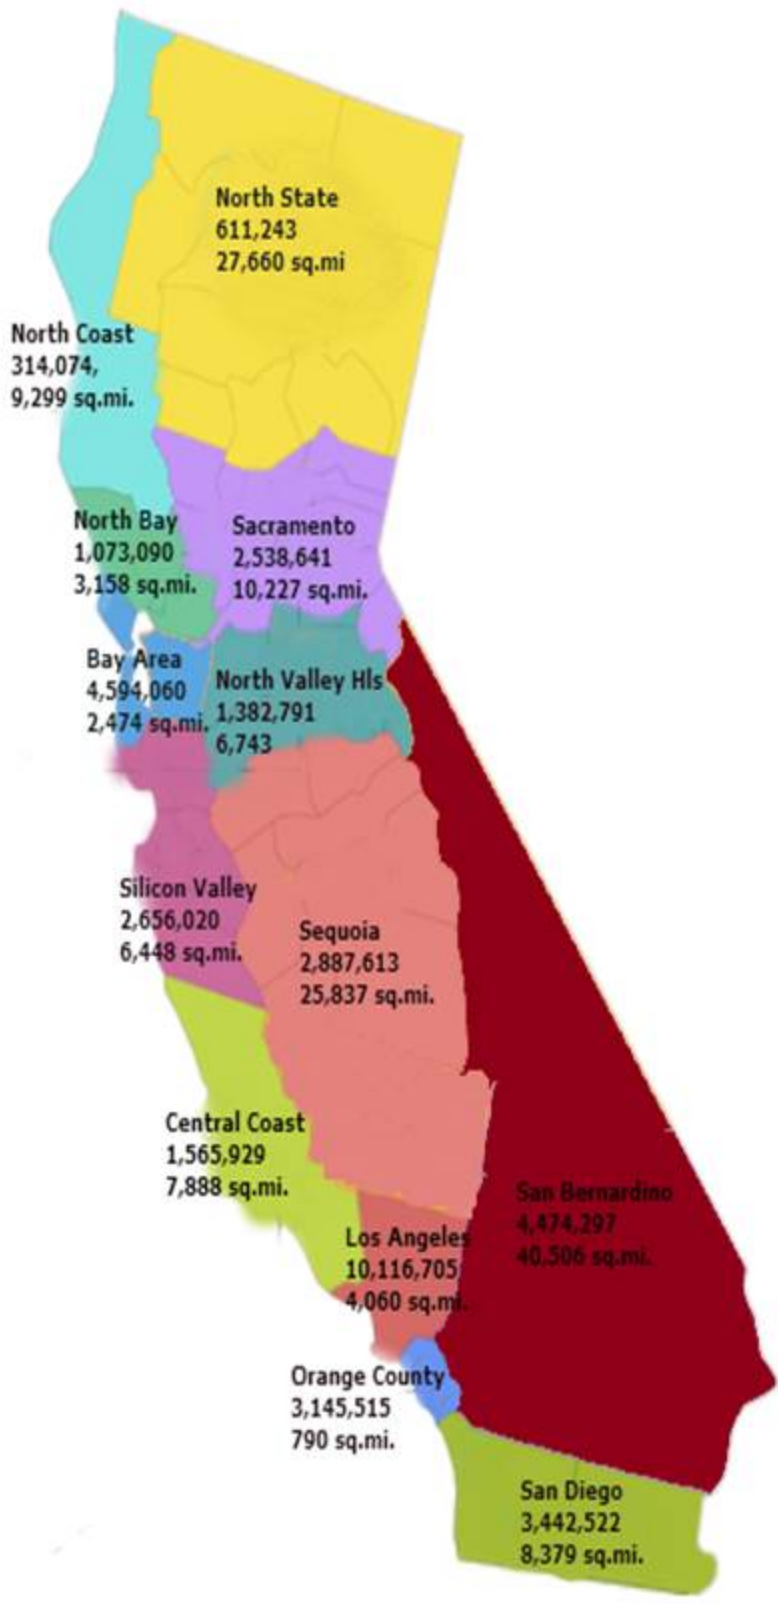 North State
611,243
27,660 sq.mi
North Coast
314,074,
9,299 sq.mi.
North Bay
1,073,090
3,158 sq.mi.
Sacramento
2,538,641
10,227 sq.mi.
Bay Area
4,594,060
2,474 sq.mi.
North Valley Hls
1,382,791
6,743
Silicon Valley
2,656,020
6,448 sq.mi.
Sequoia
2,887,613
25,837 sq.mi.
Central Coast
1,565,929
7,888 sq.mi.
San Bernardino
4,474,297
40,506 sq.mi.
Los Angeles
10,116,705
4,060 sq.mi.
Orange County
3,145,515
790 sq.mi.
San Diego
3,442,522
8,379 sq.mi.